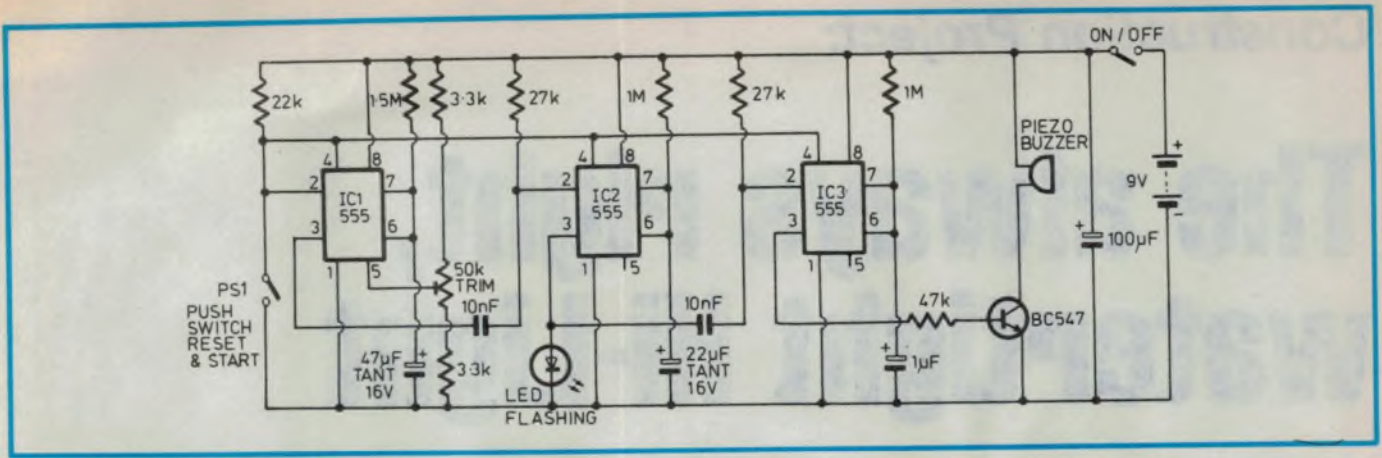 ON / OFF
22k
1·5M
3·3k
27k
1M
27k
1M
PIEZO
BUZZER
+
9V
-
4
8
2
7
IC1
555
3
6
1
5
4
8
2
7
IC2
555
3
6
1
5
4
8
2
7
IC3
555
3
6
1
5
PS1
PUSH
SWITCH
RESET
& START
50k
TRIM
10nF
47µF
TANT
16V
+
3·3k
LED
FLASHING
10nF
22µF
TANT
16V
+
47k
+
1µF
BC547
+
100µF